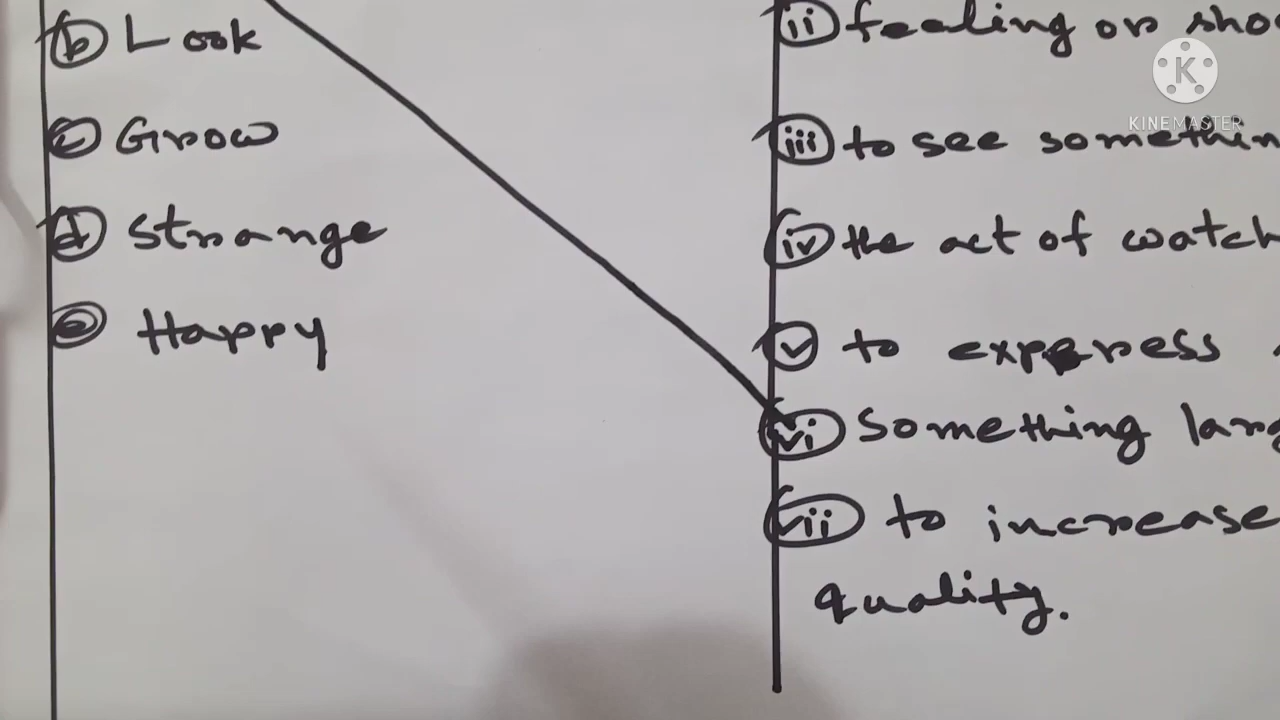 (b) Look
(c) Grow
(d) Strange
(e) Happy
(ii) feeling or sho
(iii) to see somethin
(iv) the act of watch
(v) to express
(vi) Something lar
(vii) to increase
quality.
K
KINEMASTER